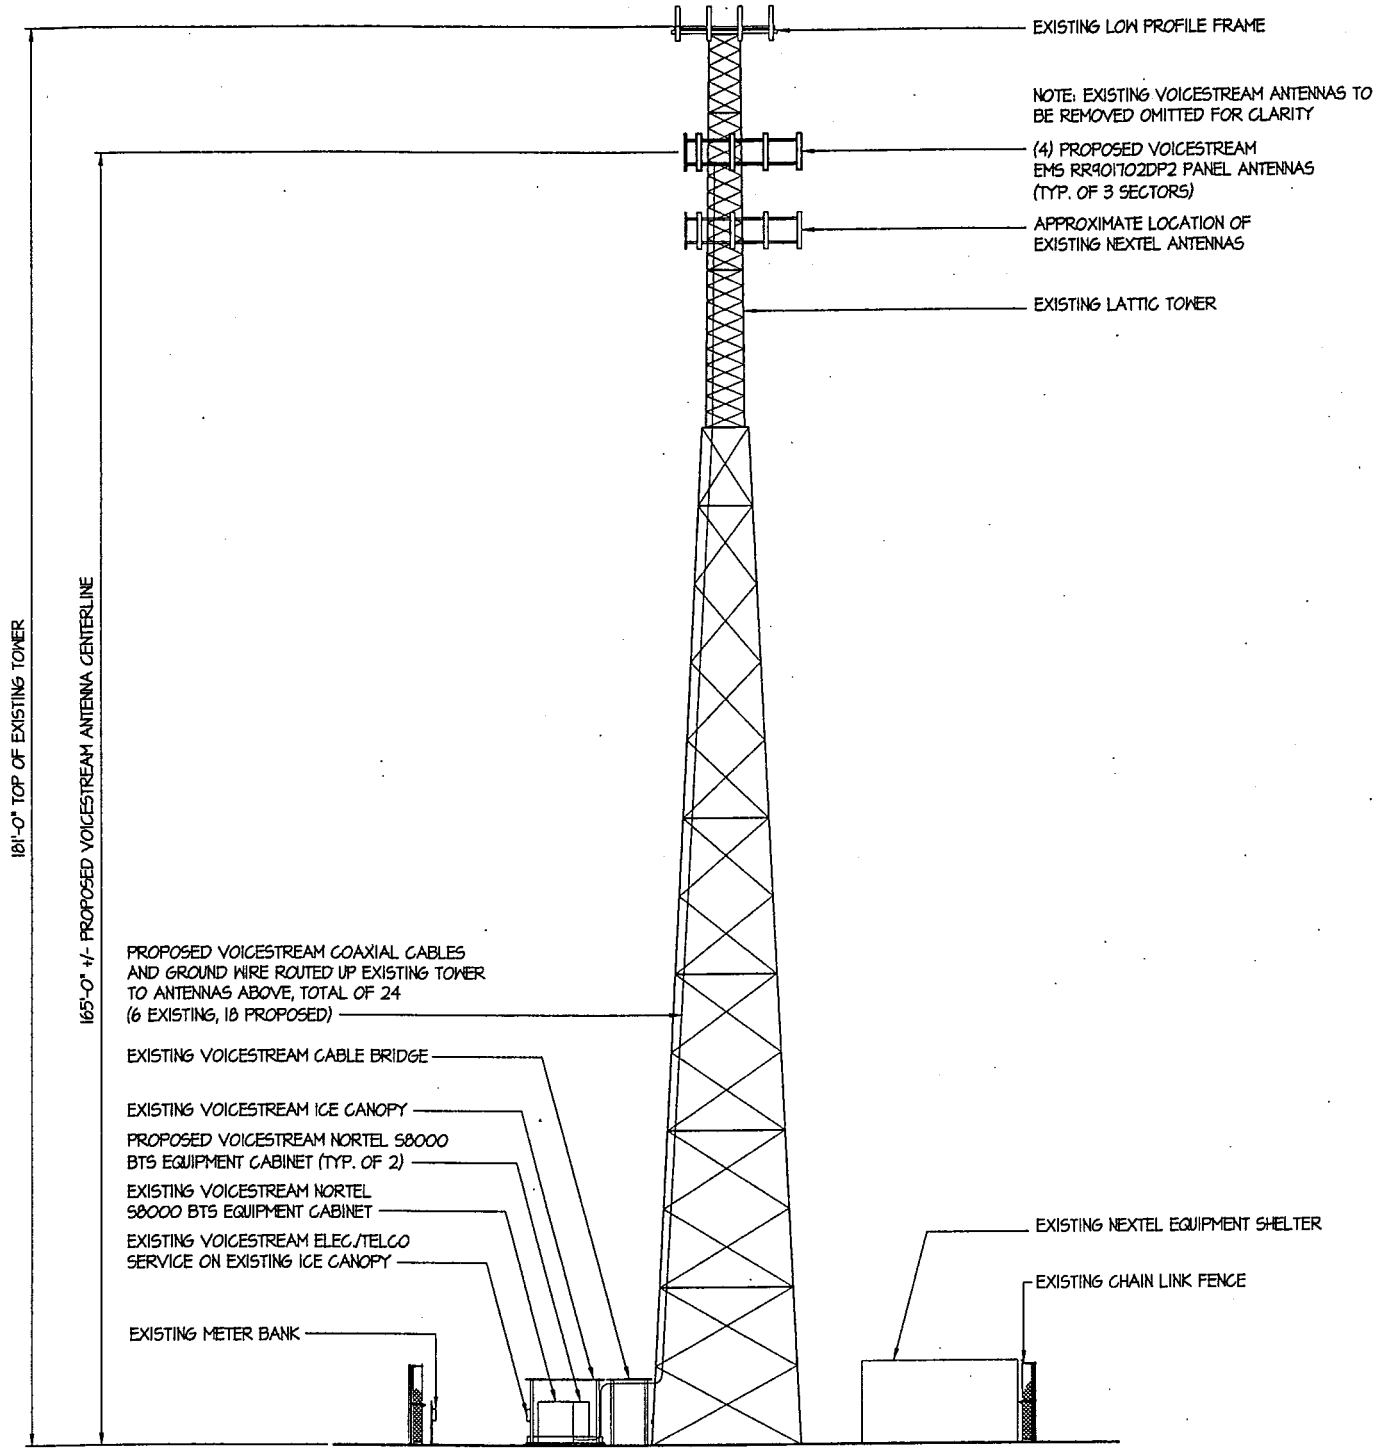 EXISTING LOW PROFILE FRAME
NOTE: EXISTING VOICESTREAM ANTENNAS TO
BE REMOVED OMITTED FOR CLARITY
(4) PROPOSED VOICESTREAM
EMS RR901702DP2 PANEL ANTENNAS
(TYP. OF 3 SECTORS)
APPROXIMATE LOCATION OF
EXISTING NEXTEL ANTENNAS
EXISTING LATTIC TOWER
181'-0" TOP OF EXISTING TOWER
165'-0" +/- PROPOSED VOICESTREAM ANTENNA CENTERLINE
PROPOSED VOICESTREAM COAXIAL CABLES
AND GROUND WIRE ROUTED UP EXISTING TOWER
TO ANTENNAS ABOVE, TOTAL OF 24
(6 EXISTING, 18 PROPOSED)
EXISTING VOICESTREAM CABLE BRIDGE
EXISTING VOICESTREAM ICE CANOPY
PROPOSED VOICESTREAM NORTEL S8000
BTS EQUIPMENT CABINET (TYP. OF 2)
EXISTING VOICESTREAM NORTEL
S8000 BTS EQUIPMENT CABINET
EXISTING VOICESTREAM ELEC./TELCO
SERVICE ON EXISTING ICE CANOPY
EXISTING METER BANK
EXISTING NEXTEL EQUIPMENT SHELTER
EXISTING CHAIN LINK FENCE